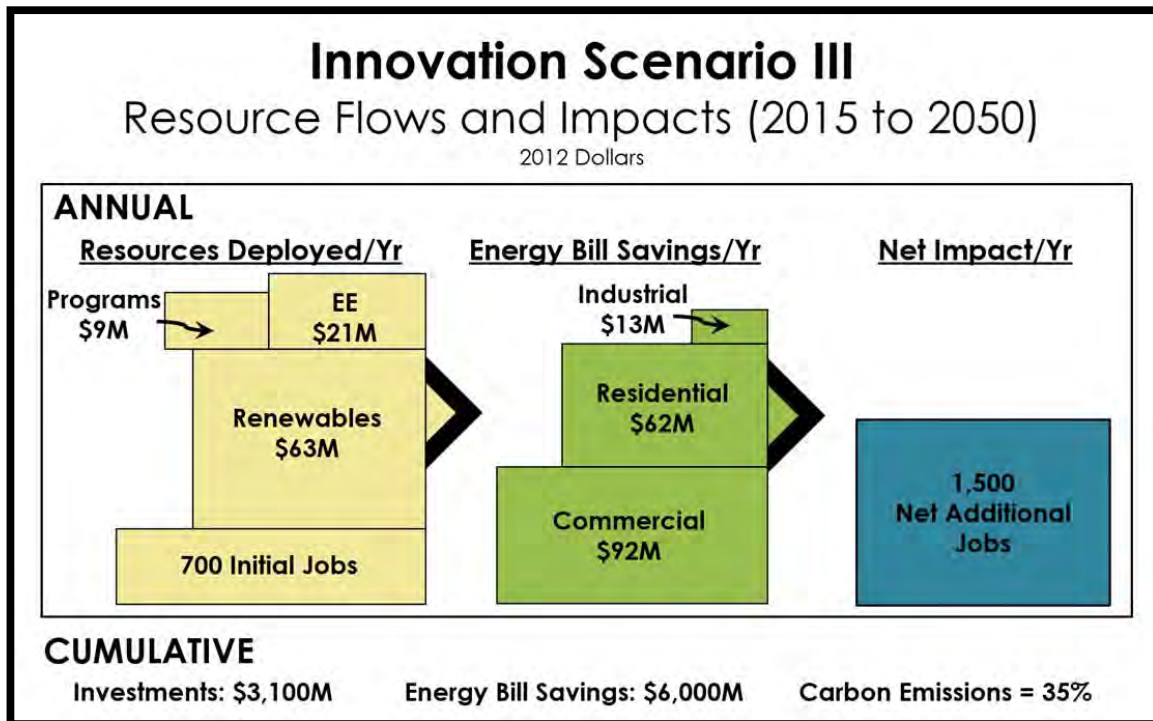 Innovation Scenario III
Resource Flows and Impacts (2015 to 2050)
2012 Dollars
ANNUAL
Resources Deployed/Yr
Programs
$9M
EE
$21M
Renewables
$63M
700 Initial Jobs
Energy Bill Savings/Yr
Industrial
$13M
Residential
$62M
Commercial
$92M
Net Impact/Yr
1,500
Net Additional
Jobs
CUMULATIVE
Investments: $3,100M
Energy Bill Savings: $6,000M
Carbon Emissions = 35%